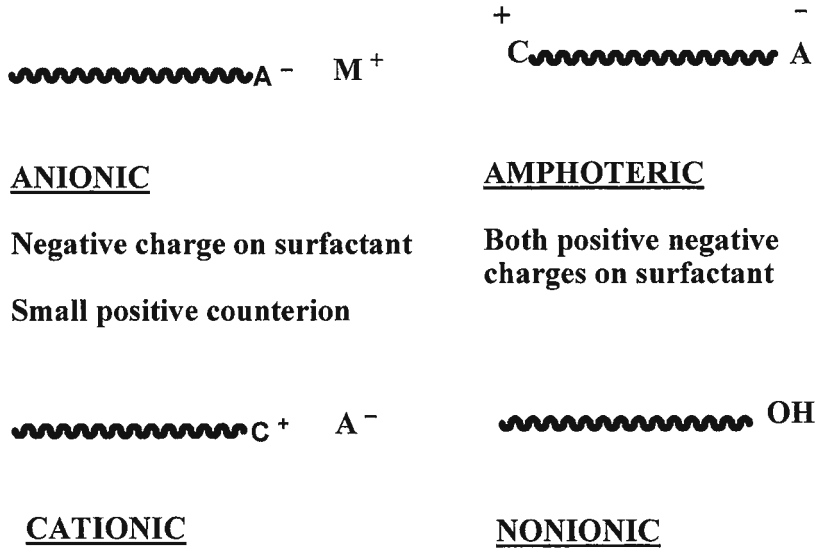 A – M +
ANIONIC
Negative charge on surfactant
Small positive counterion
+ –
C A
AMPHOTERIC
Both positive negative
charges on surfactant
C + A –
CATIONIC
OH
NONIONIC